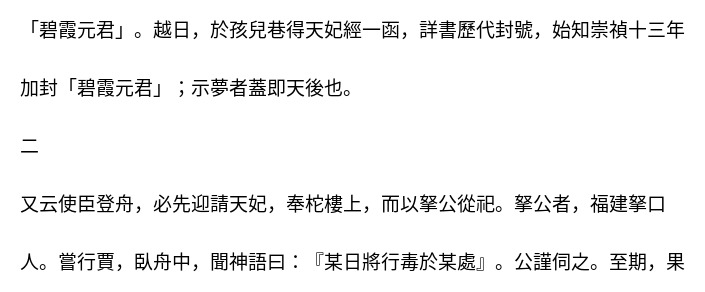 「碧霞元君」。越日，於孩兒巷得天妃經一函，詳書歷代封號，始知崇禎十三年
加封「碧霞元君」；示夢者蓋即天後也。
二
又云使臣登舟，必先迎請天妃，奉柁樓上，而以拏公從祀。拏公者，福建拏口
人。嘗行賈，臥舟中，聞神語曰：『某日將行毒於某處』。公謹伺之。至期，果